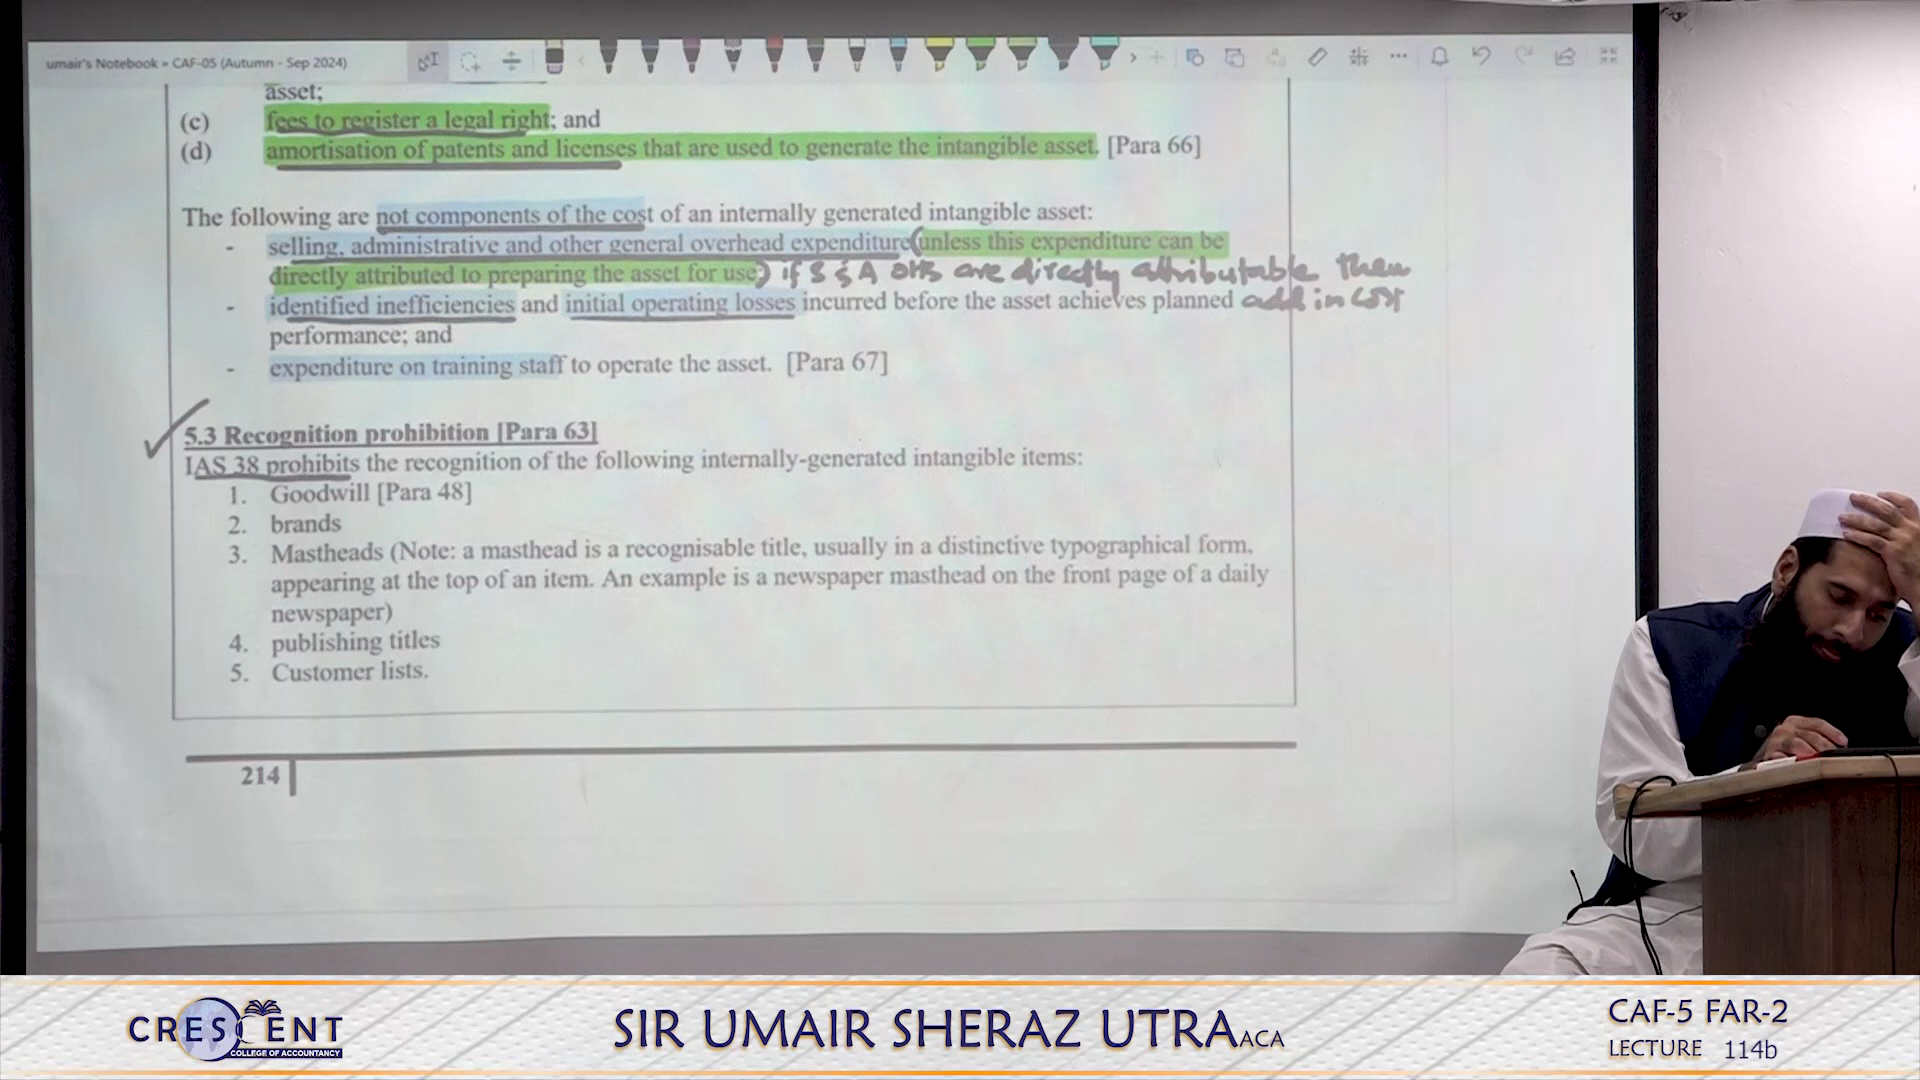 umair's Notebook » CAF-05 (Autumn - Sep 2024)
asset;
(c) fees to register a legal right; and
(d) amortisation of patents and licenses that are used to generate the intangible asset. [Para 66]
The following are not components of the cost of an internally generated intangible asset:
- selling, administrative and other general overhead expenditure (unless this expenditure can be
directly attributed to preparing the asset for use;) if S & A OHs are directly attributable then
- identified inefficiencies and initial operating losses incurred before the asset achieves planned add in cost
performance; and
- expenditure on training staff to operate the asset. [Para 67]
5.3 Recognition prohibition [Para 63]
IAS 38 prohibits the recognition of the following internally-generated intangible items:
1. Goodwill [Para 48]
2. brands
3. Mastheads (Note: a masthead is a recognisable title, usually in a distinctive typographical form,
appearing at the top of an item. An example is a newspaper masthead on the front page of a daily
newspaper)
4. publishing titles
5. Customer lists.
214
CRESCENT
COLLEGE OF ACCOUNTANCY
SIR UMAIR SHERAZ UTRA ACA
CAF-5 FAR-2
LECTURE 114b